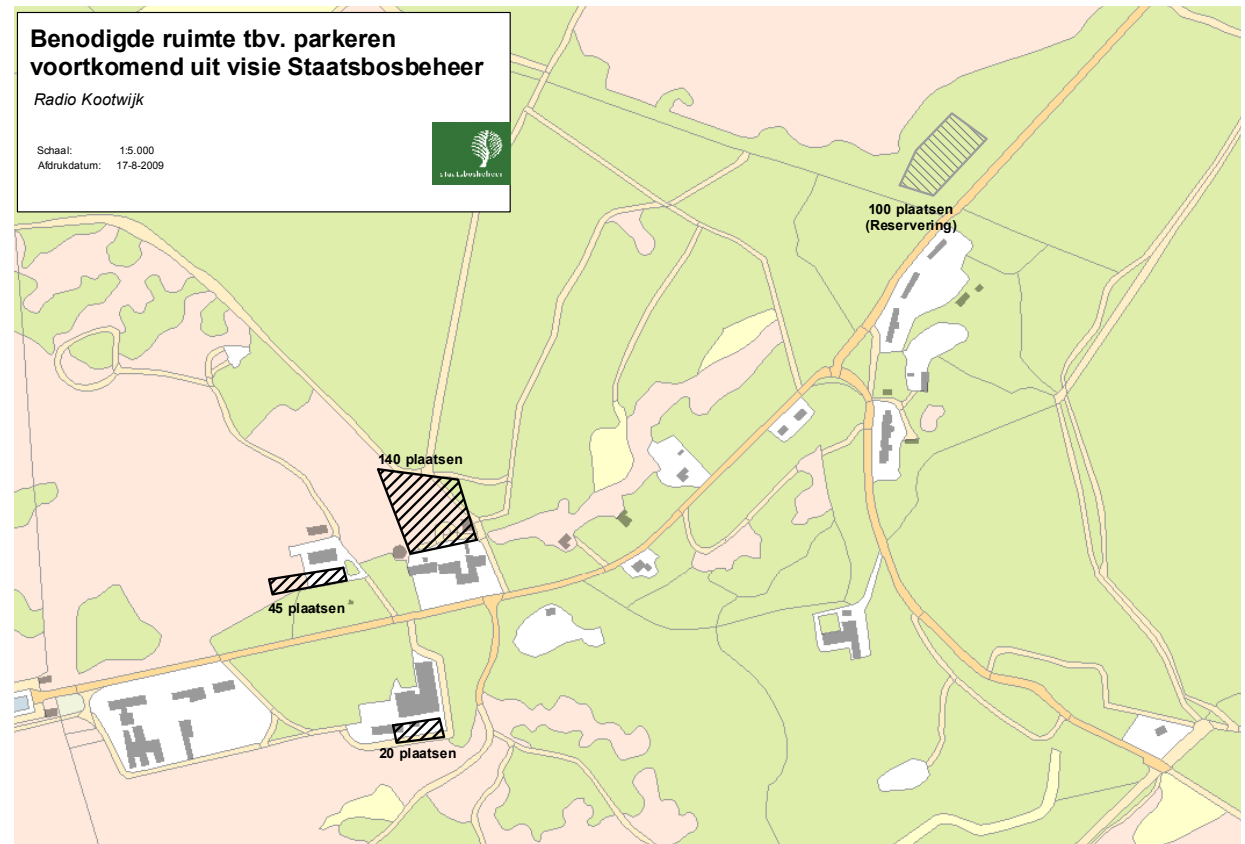 Benodigde ruimte tbv. parkeren
voortkomend uit visie Staatsbosbeheer
Radio Kootwijk
Schaal: 1:5.000
Afdrukdatum: 17-8-2009
staatsbosbeheer
100 plaatsen
(Reservering)
140 plaatsen
45 plaatsen
20 plaatsen